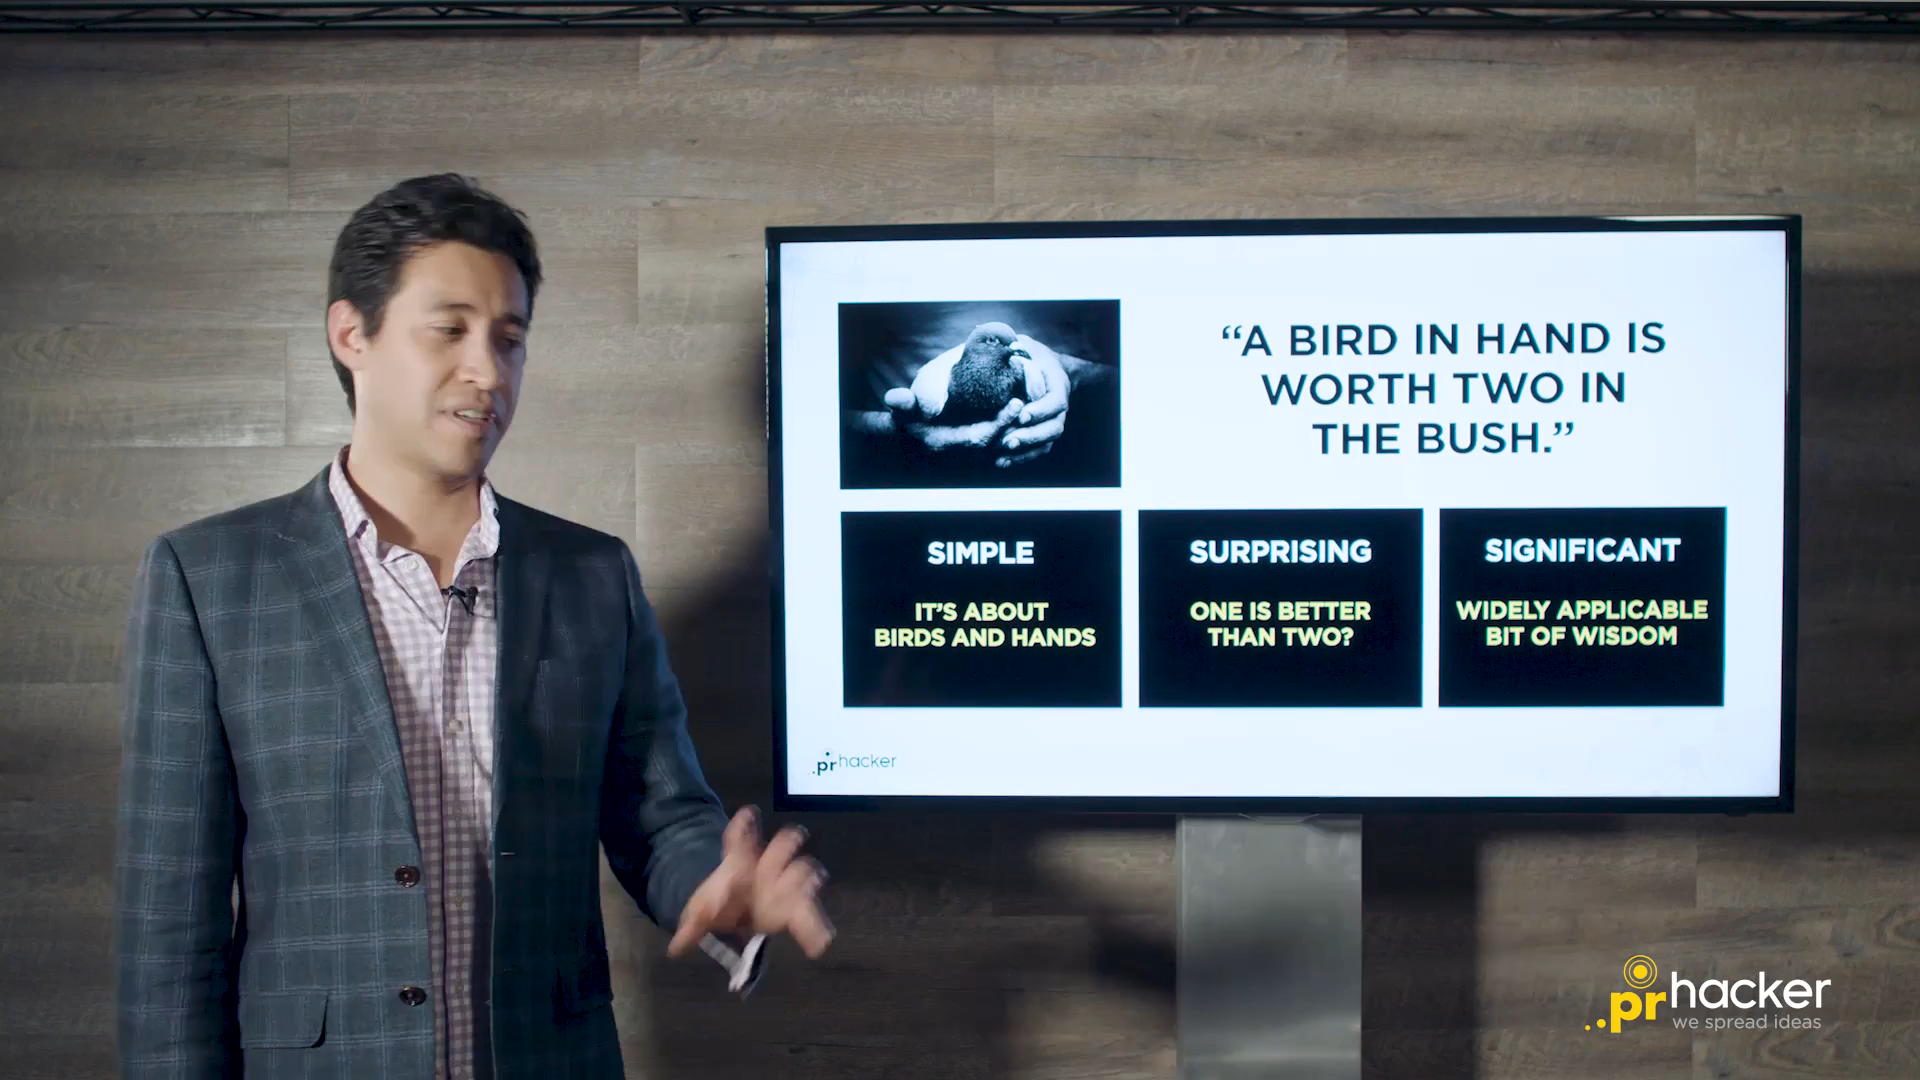 “A BIRD IN HAND IS
WORTH TWO IN
THE BUSH.”
SIMPLE
IT’S ABOUT
BIRDS AND HANDS
SURPRISING
ONE IS BETTER
THAN TWO?
SIGNIFICANT
WIDELY APPLICABLE
BIT OF WISDOM
..prhacker
..prhacker
we spread ideas